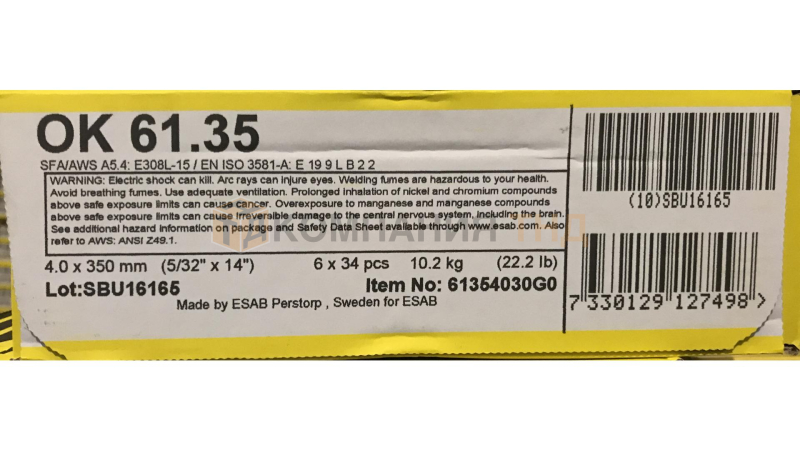 OK 61.35
SFA/AWS A5.4: E308L-15 / EN ISO 3581-A: E 19 9 L B 2 2
WARNING: Electric shock can kill. Arc rays can injure eyes. Welding fumes are hazardous to your health.
Avoid breathing fumes. Use adequate ventilation. Prolonged inhalation of nickel and chromium compounds
above safe exposure limits can cause cancer. Overexposure to manganese and manganese compounds
above safe exposure limits can cause irreversible damage to the central nervous system, including the brain.
See additional hazard information on package and Safety Data Sheet available through www.esab.com. Also
refer to AWS: ANSI Z49.1.
4.0 x 350 mm (5/32" x 14") 6 x 34 pcs 10.2 kg (22.2 lb)
Lot:SBU16165 Item No: 61354030G0
Made by ESAB Perstorp , Sweden for ESAB
(10)SBU16165
7 330129 127498 >
КОМПАНИЯ ТТД